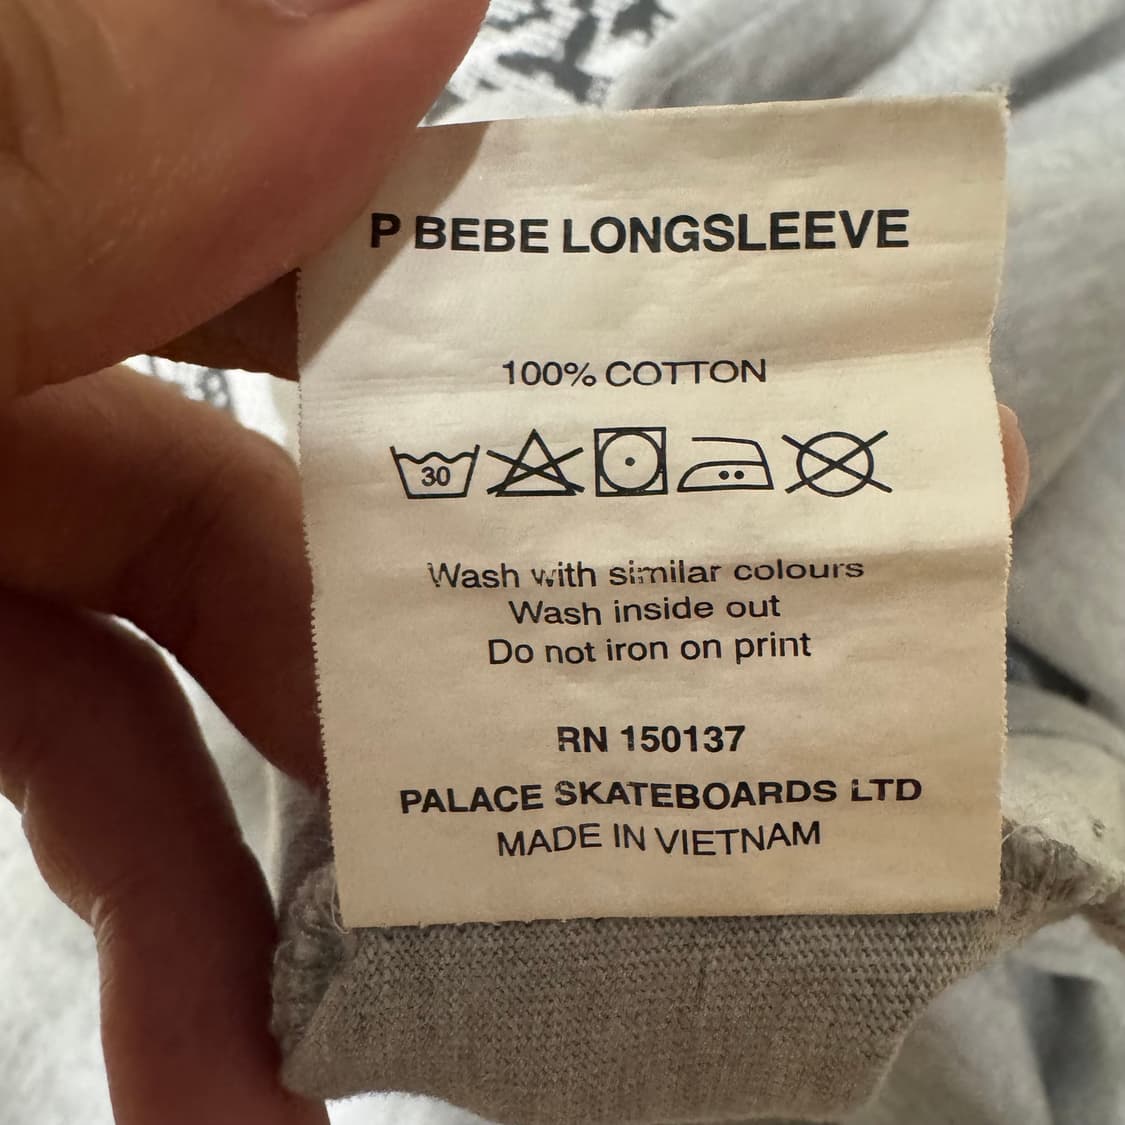 P BEBE LONGSLEEVE
100% COTTON
30
Wash with similar colours
Wash inside out
Do not iron on print
RN 150137
PALACE SKATEBOARDS LTD
MADE IN VIETNAM